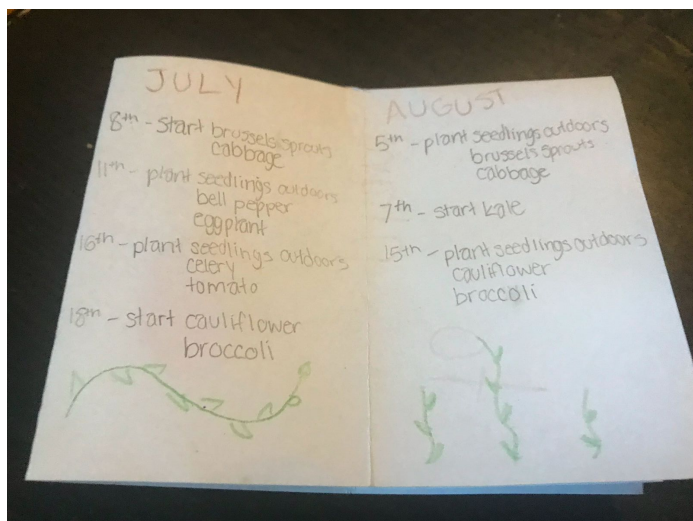 JULY
8th - start brussels sprouts
cabbage
11th - plant seedlings outdoors
bell pepper
eggplant
16th - plant seedlings outdoors
celery
tomato
18th - start cauliflower
broccoli
AUGUST
5th - plant seedlings outdoors
brussels sprouts
cabbage
7th - start kale
15th - plant seedlings outdoors
cauliflower
broccoli